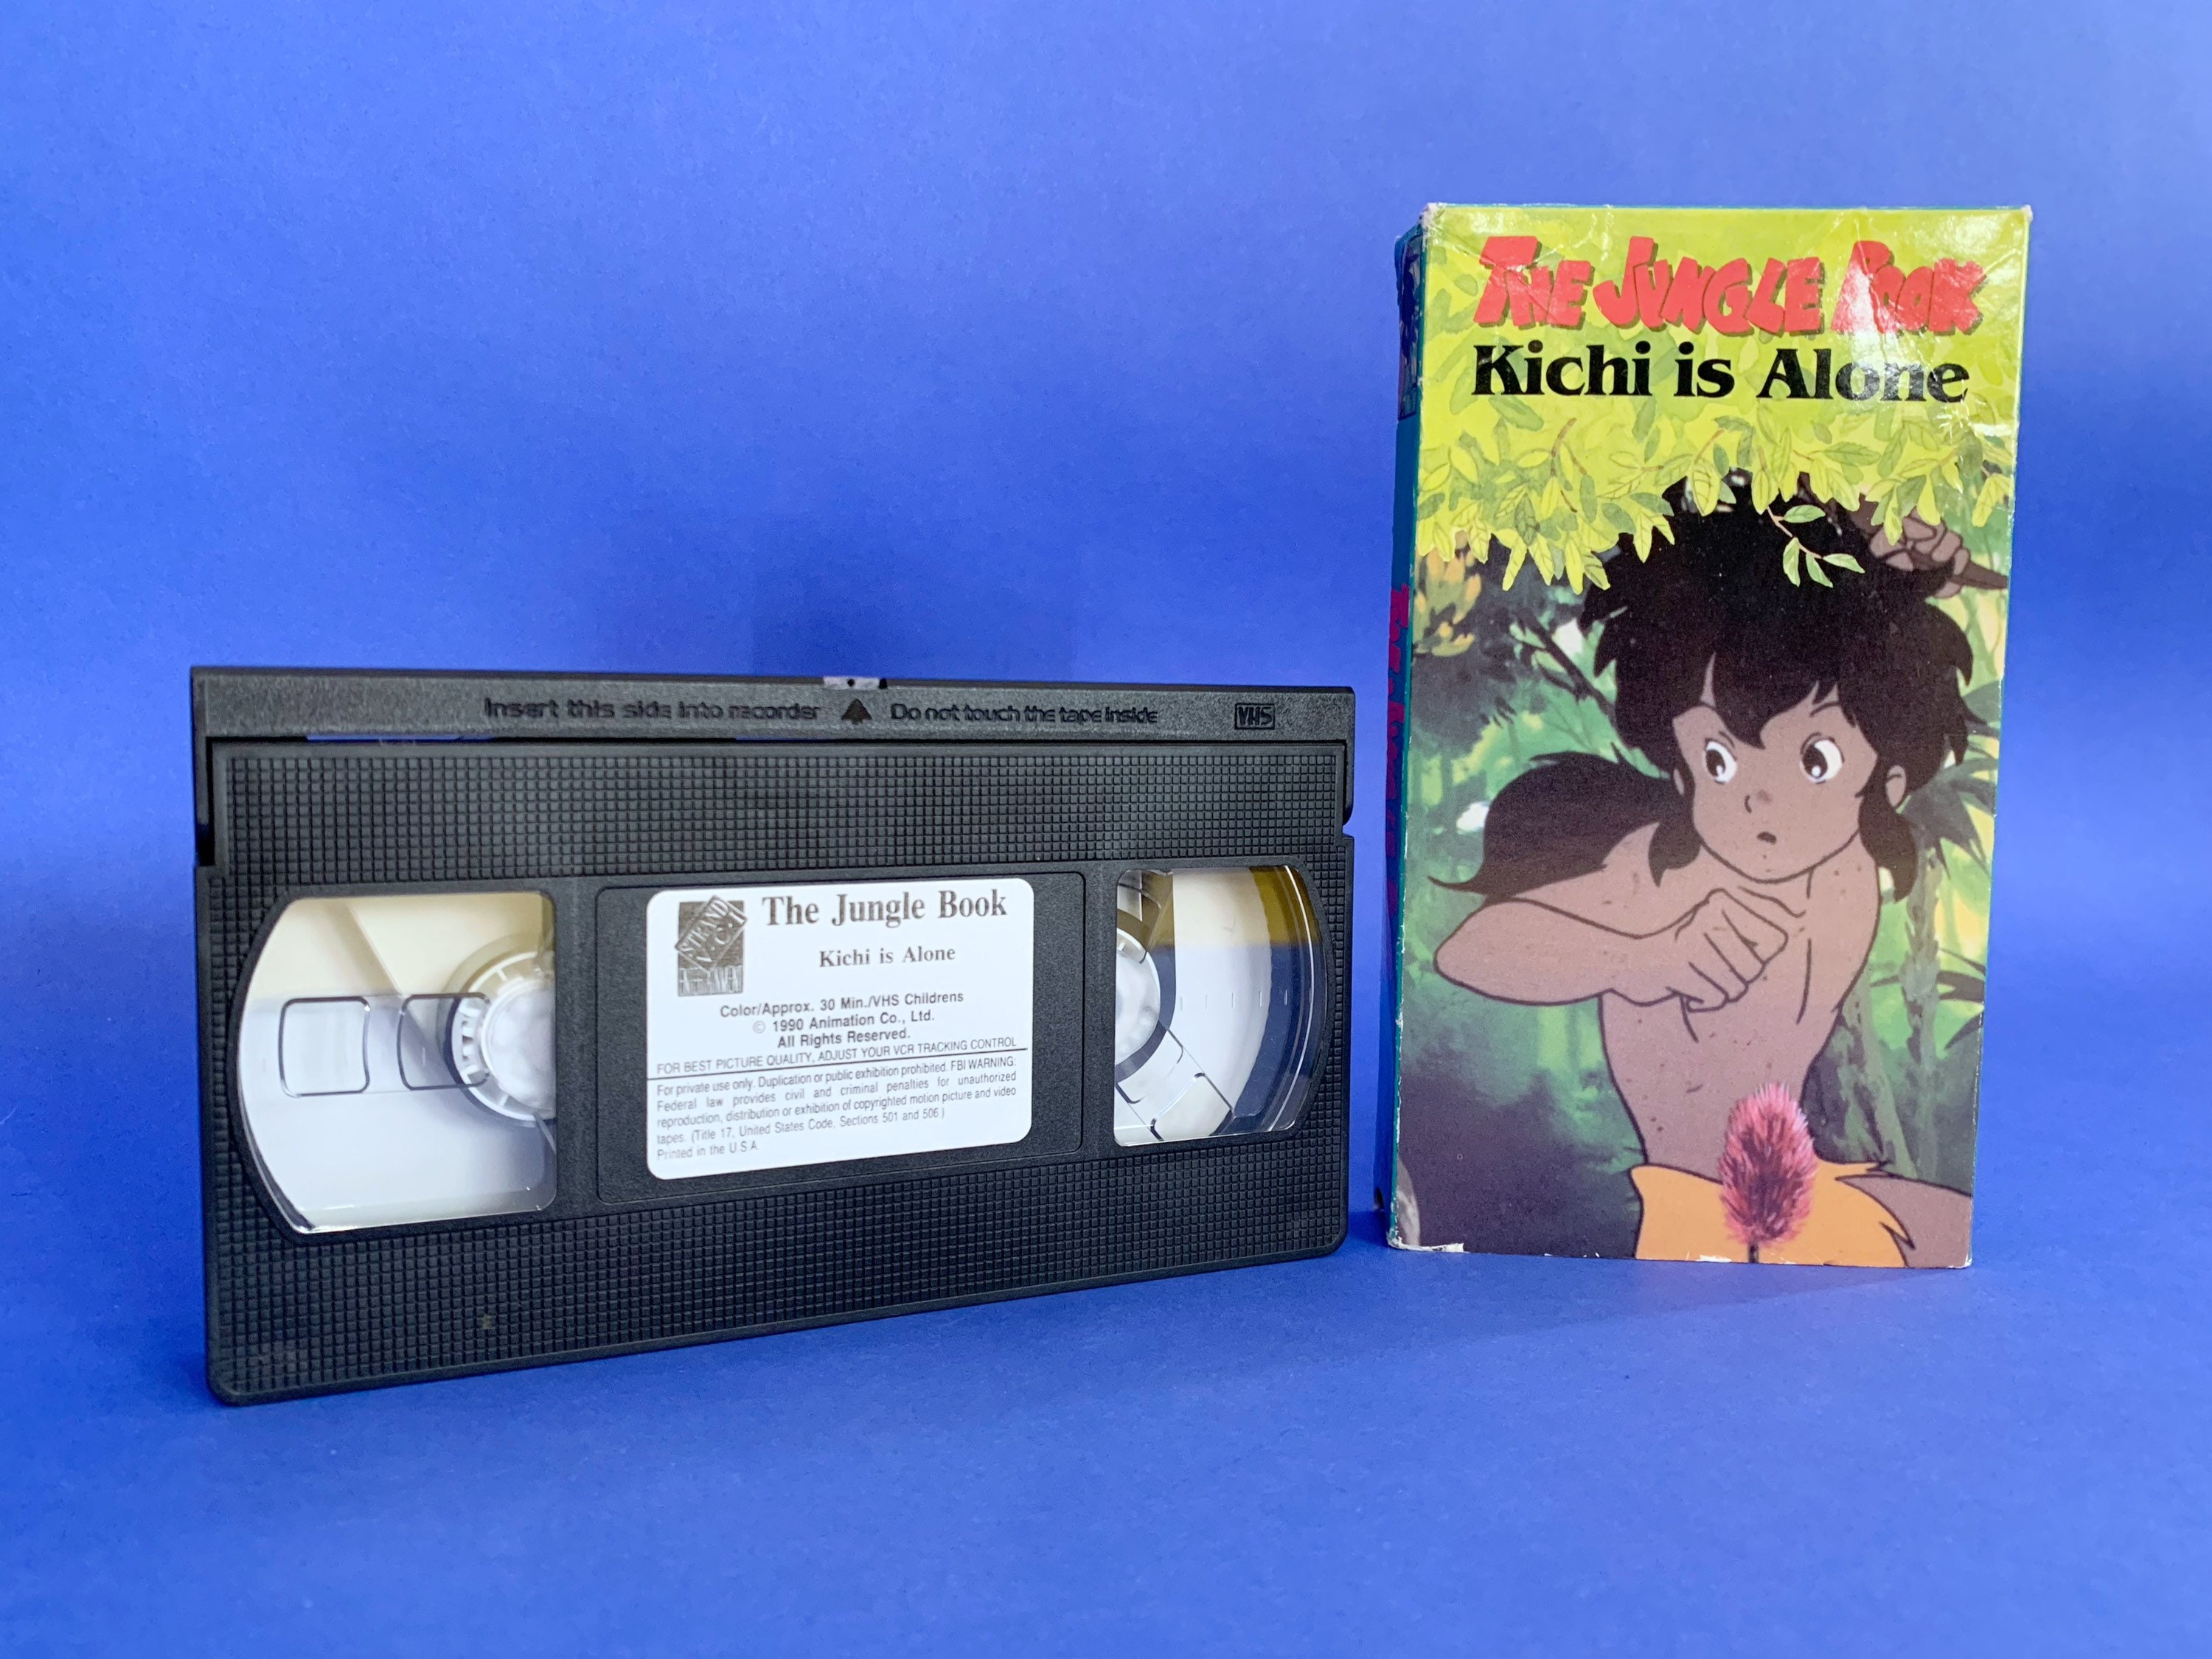 Insert this side into recorder Do not touch the tape inside VHS
STRAND
VCI
ENTERTAINMENT
The Jungle Book
Kichi is Alone
Color/Approx. 30 Min./VHS Childrens
© 1990 Animation Co., Ltd.
All Rights Reserved.
FOR BEST PICTURE QUALITY, ADJUST YOUR VCR TRACKING CONTROL
For private use only. Duplication or public exhibition prohibited. FBI WARNING:
Federal law provides civil and criminal penalties for unauthorized
reproduction, distribution or exhibition of copyrighted motion picture and video
tapes. (Title 17, United States Code, Sections 501 and 506)
Printed in the U.S.A
THE JUNGLE BOOK
Kichi is Alone